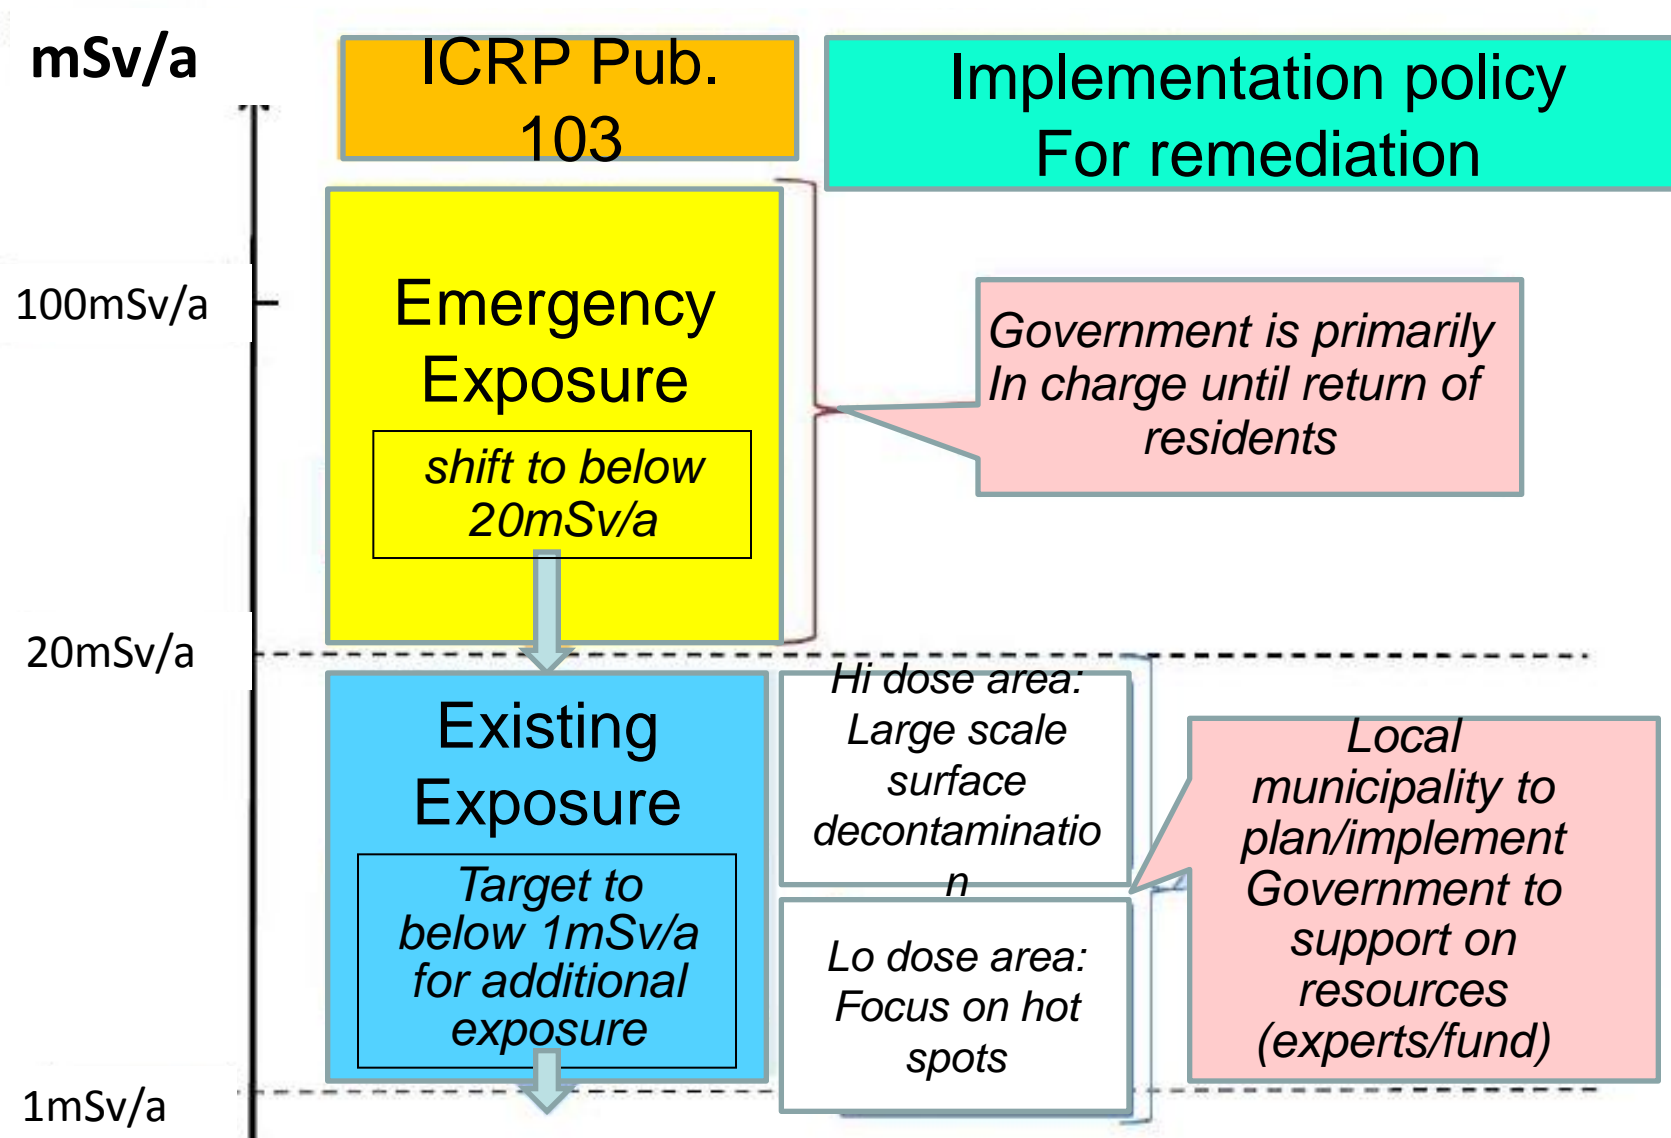 mSv/a
ICRP Pub.
103
Implementation policy
For remediation
100mSv/a
Emergency
Exposure
shift to below
20mSv/a
Government is primarily
In charge until return of
residents
20mSv/a
Existing
Exposure
Target to
below 1mSv/a
for additional
exposure
Hi dose area:
Large scale
surface
decontaminatio
n
Lo dose area:
Focus on hot
spots
Local
municipality to
plan/implement
Government to
support on
resources
(experts/fund)
1mSv/a